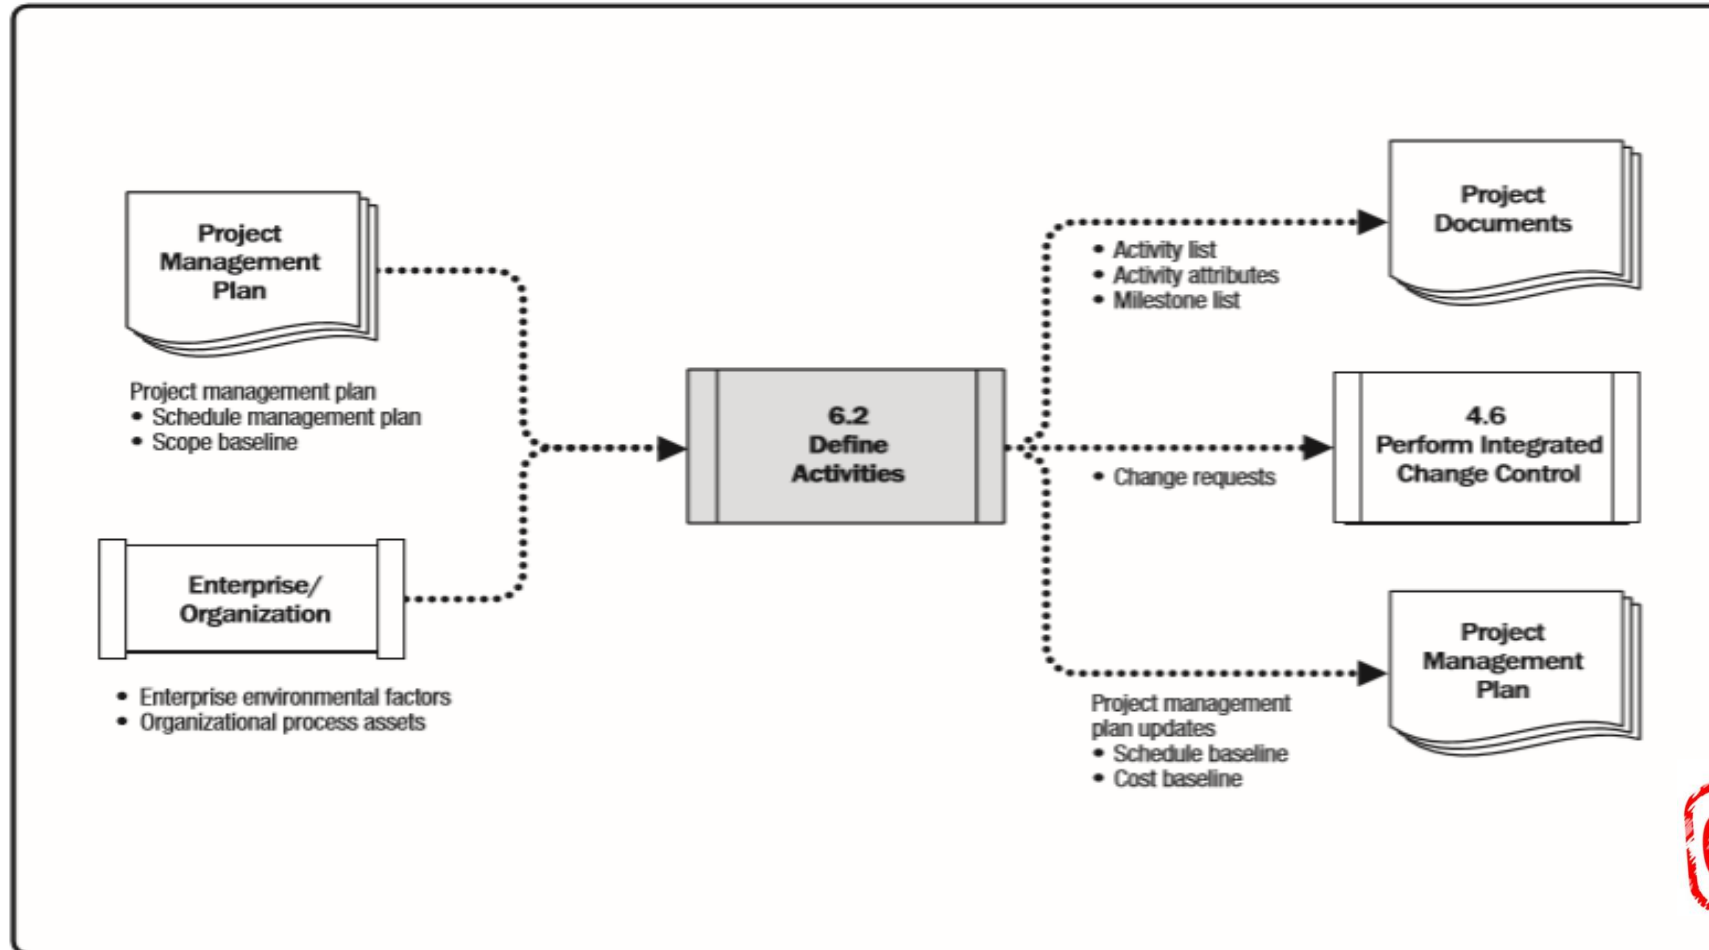 Project
Management
Plan
Project management plan
• Schedule management plan
• Scope baseline
Enterprise/
Organization
• Enterprise environmental factors
• Organizational process assets
6.2
Define
Activities
• Activity list
• Activity attributes
• Milestone list
Project
Documents
• Change requests
4.6
Perform Integrated
Change Control
Project management
plan updates
• Schedule baseline
• Cost baseline
Project
Management
Plan